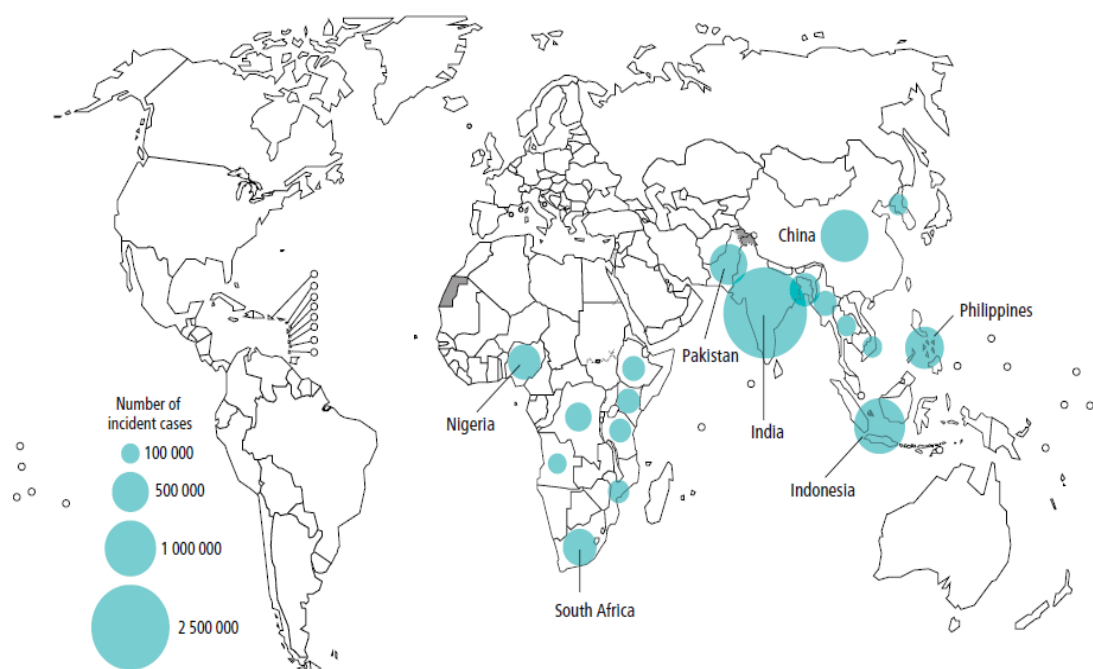 China
Philippines
Pakistan
Nigeria
India
Indonesia
South Africa
Number of
incident cases
100 000
500 000
1 000 000
2 500 000